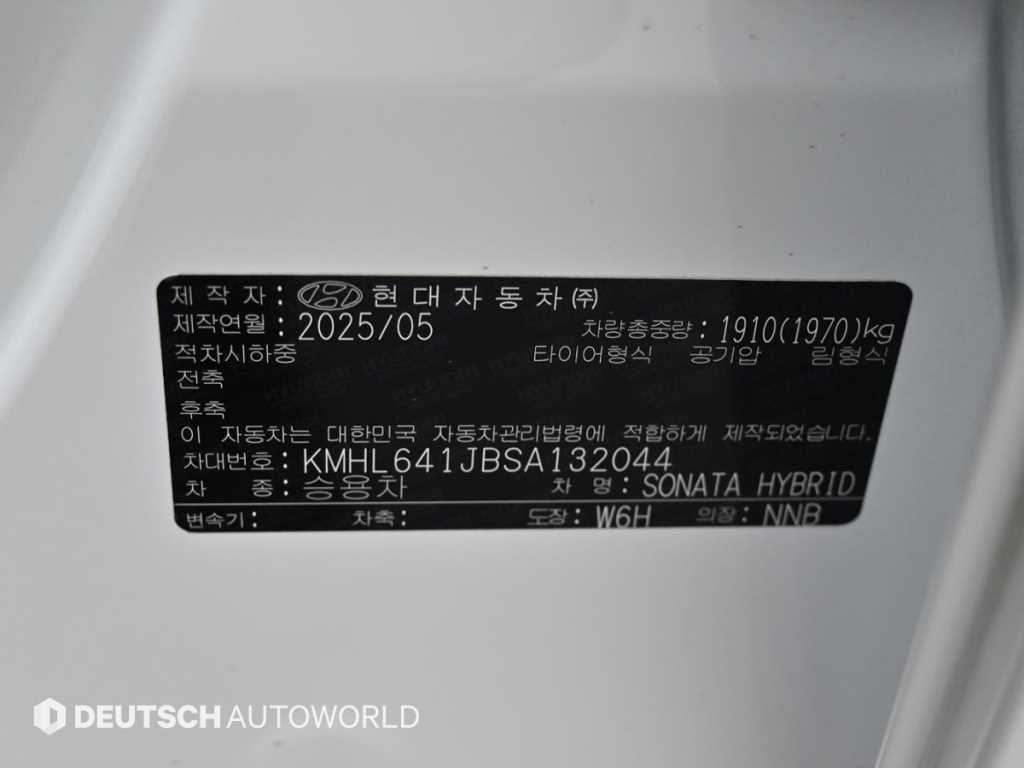 제 작 자 : 현 대 자 동 차 ㈜
제작연월 : 2025/05 차량총중량 : 1910(1970)kg
적차시하중 타이어형식 공기압 림형식
전축
후축
이 자동차는 대한민국 자동차관리법령에 적합하게 제작되었습니다.
차대번호 : KMHL641JBSA132044
차 종 : 승용차 차 명 : SONATA HYBRID
변속기 : 차축 : 도장 : W6H 의장 : NNB
DEUTSCH AUTOWORLD